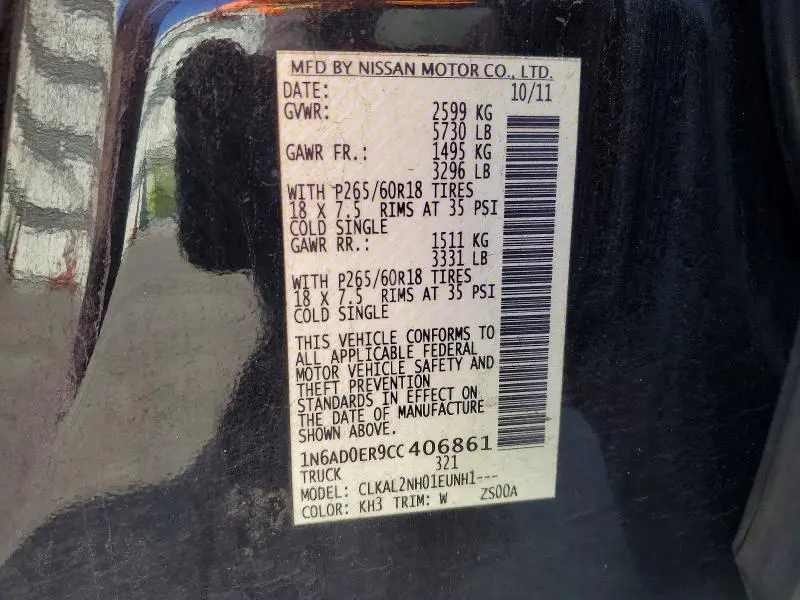 MFD BY NISSAN MOTOR CO., LTD.
DATE: 10/11
GVWR: 2599 KG
5730 LB
GAWR FR.: 1495 KG
3296 LB
WITH P265/60R18 TIRES
18 X 7.5 RIMS AT 35 PSI
COLD SINGLE
GAWR RR.: 1511 KG
3331 LB
WITH P265/60R18 TIRES
18 X 7.5 RIMS AT 35 PSI
COLD SINGLE
THIS VEHICLE CONFORMS TO
ALL APPLICABLE FEDERAL
MOTOR VEHICLE SAFETY AND
THEFT PREVENTION
STANDARDS IN EFFECT ON
THE DATE OF MANUFACTURE
SHOWN ABOVE.
1N6AD0ER9CC 406861
TRUCK 321
MODEL: CLKAL2NH01EUNH1---
COLOR: KH3 TRIM: W ZS00A